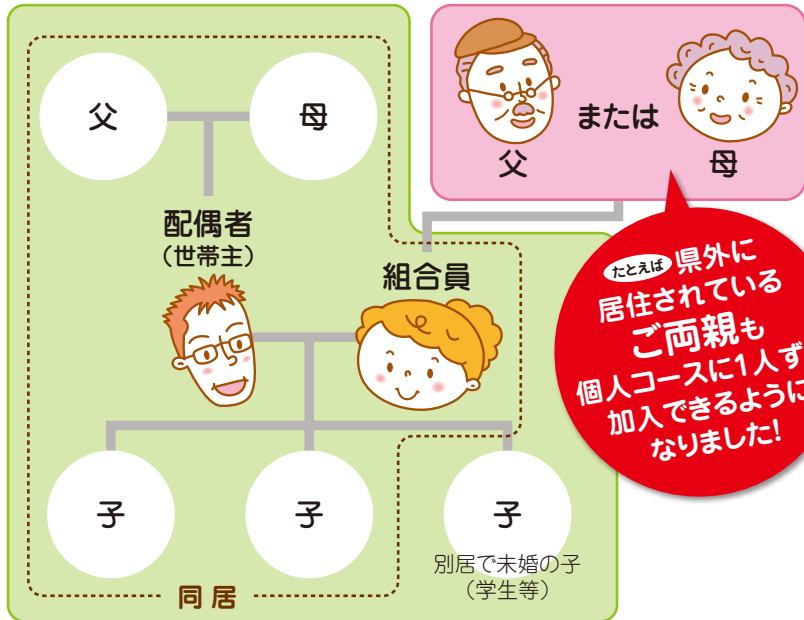 父
母
配偶者
（世帯主）
組合員
子
子
子
別居で未婚の子
（学生等）
同居
父
または
母
たとえば 県外に
居住されている
ご両親も
個人コースに1人ず
加入できるように
なりました!